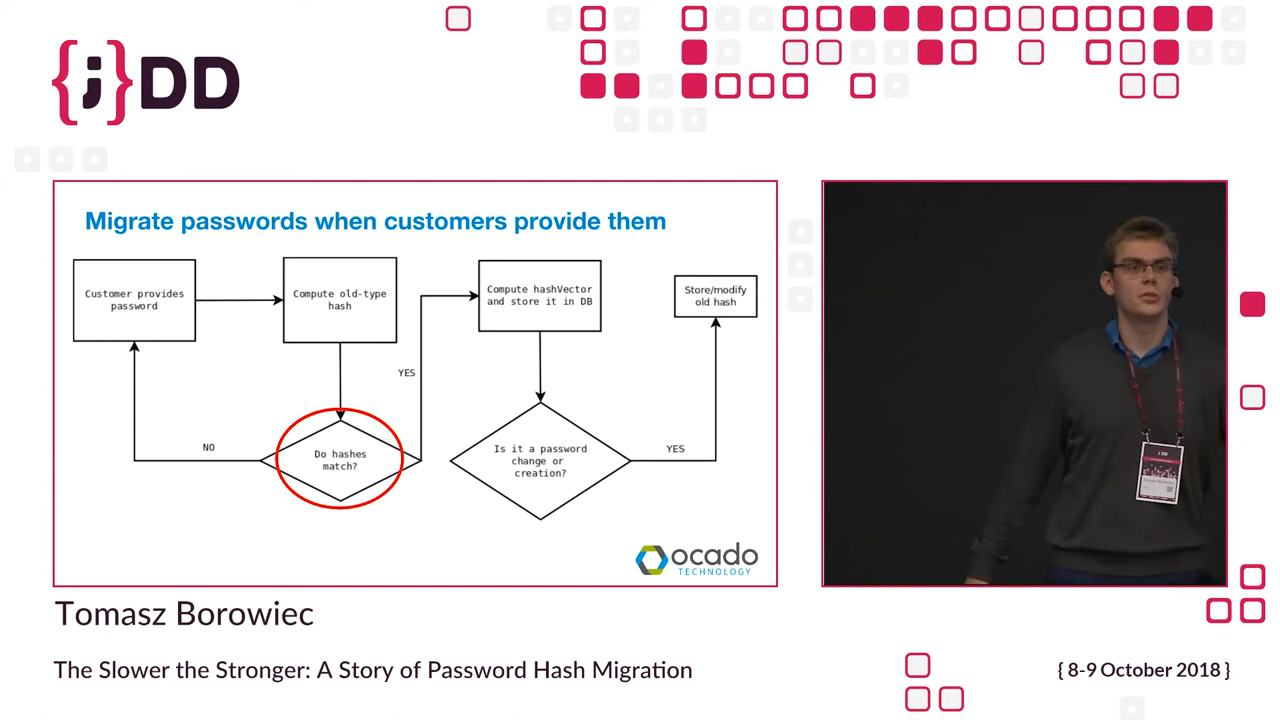 {j}DD
Migrate passwords when customers provide them
Customer provides
password
Compute old-type
hash
Compute hashVector
and store it in DB
Store/modify
old hash
YES
NO
Do hashes
match?
Is it a password
change or
creation?
YES
ocado
TECHNOLOGY
Tomasz Borowiec
The Slower the Stronger: A Story of Password Hash Migration
{ 8-9 October 2018 }